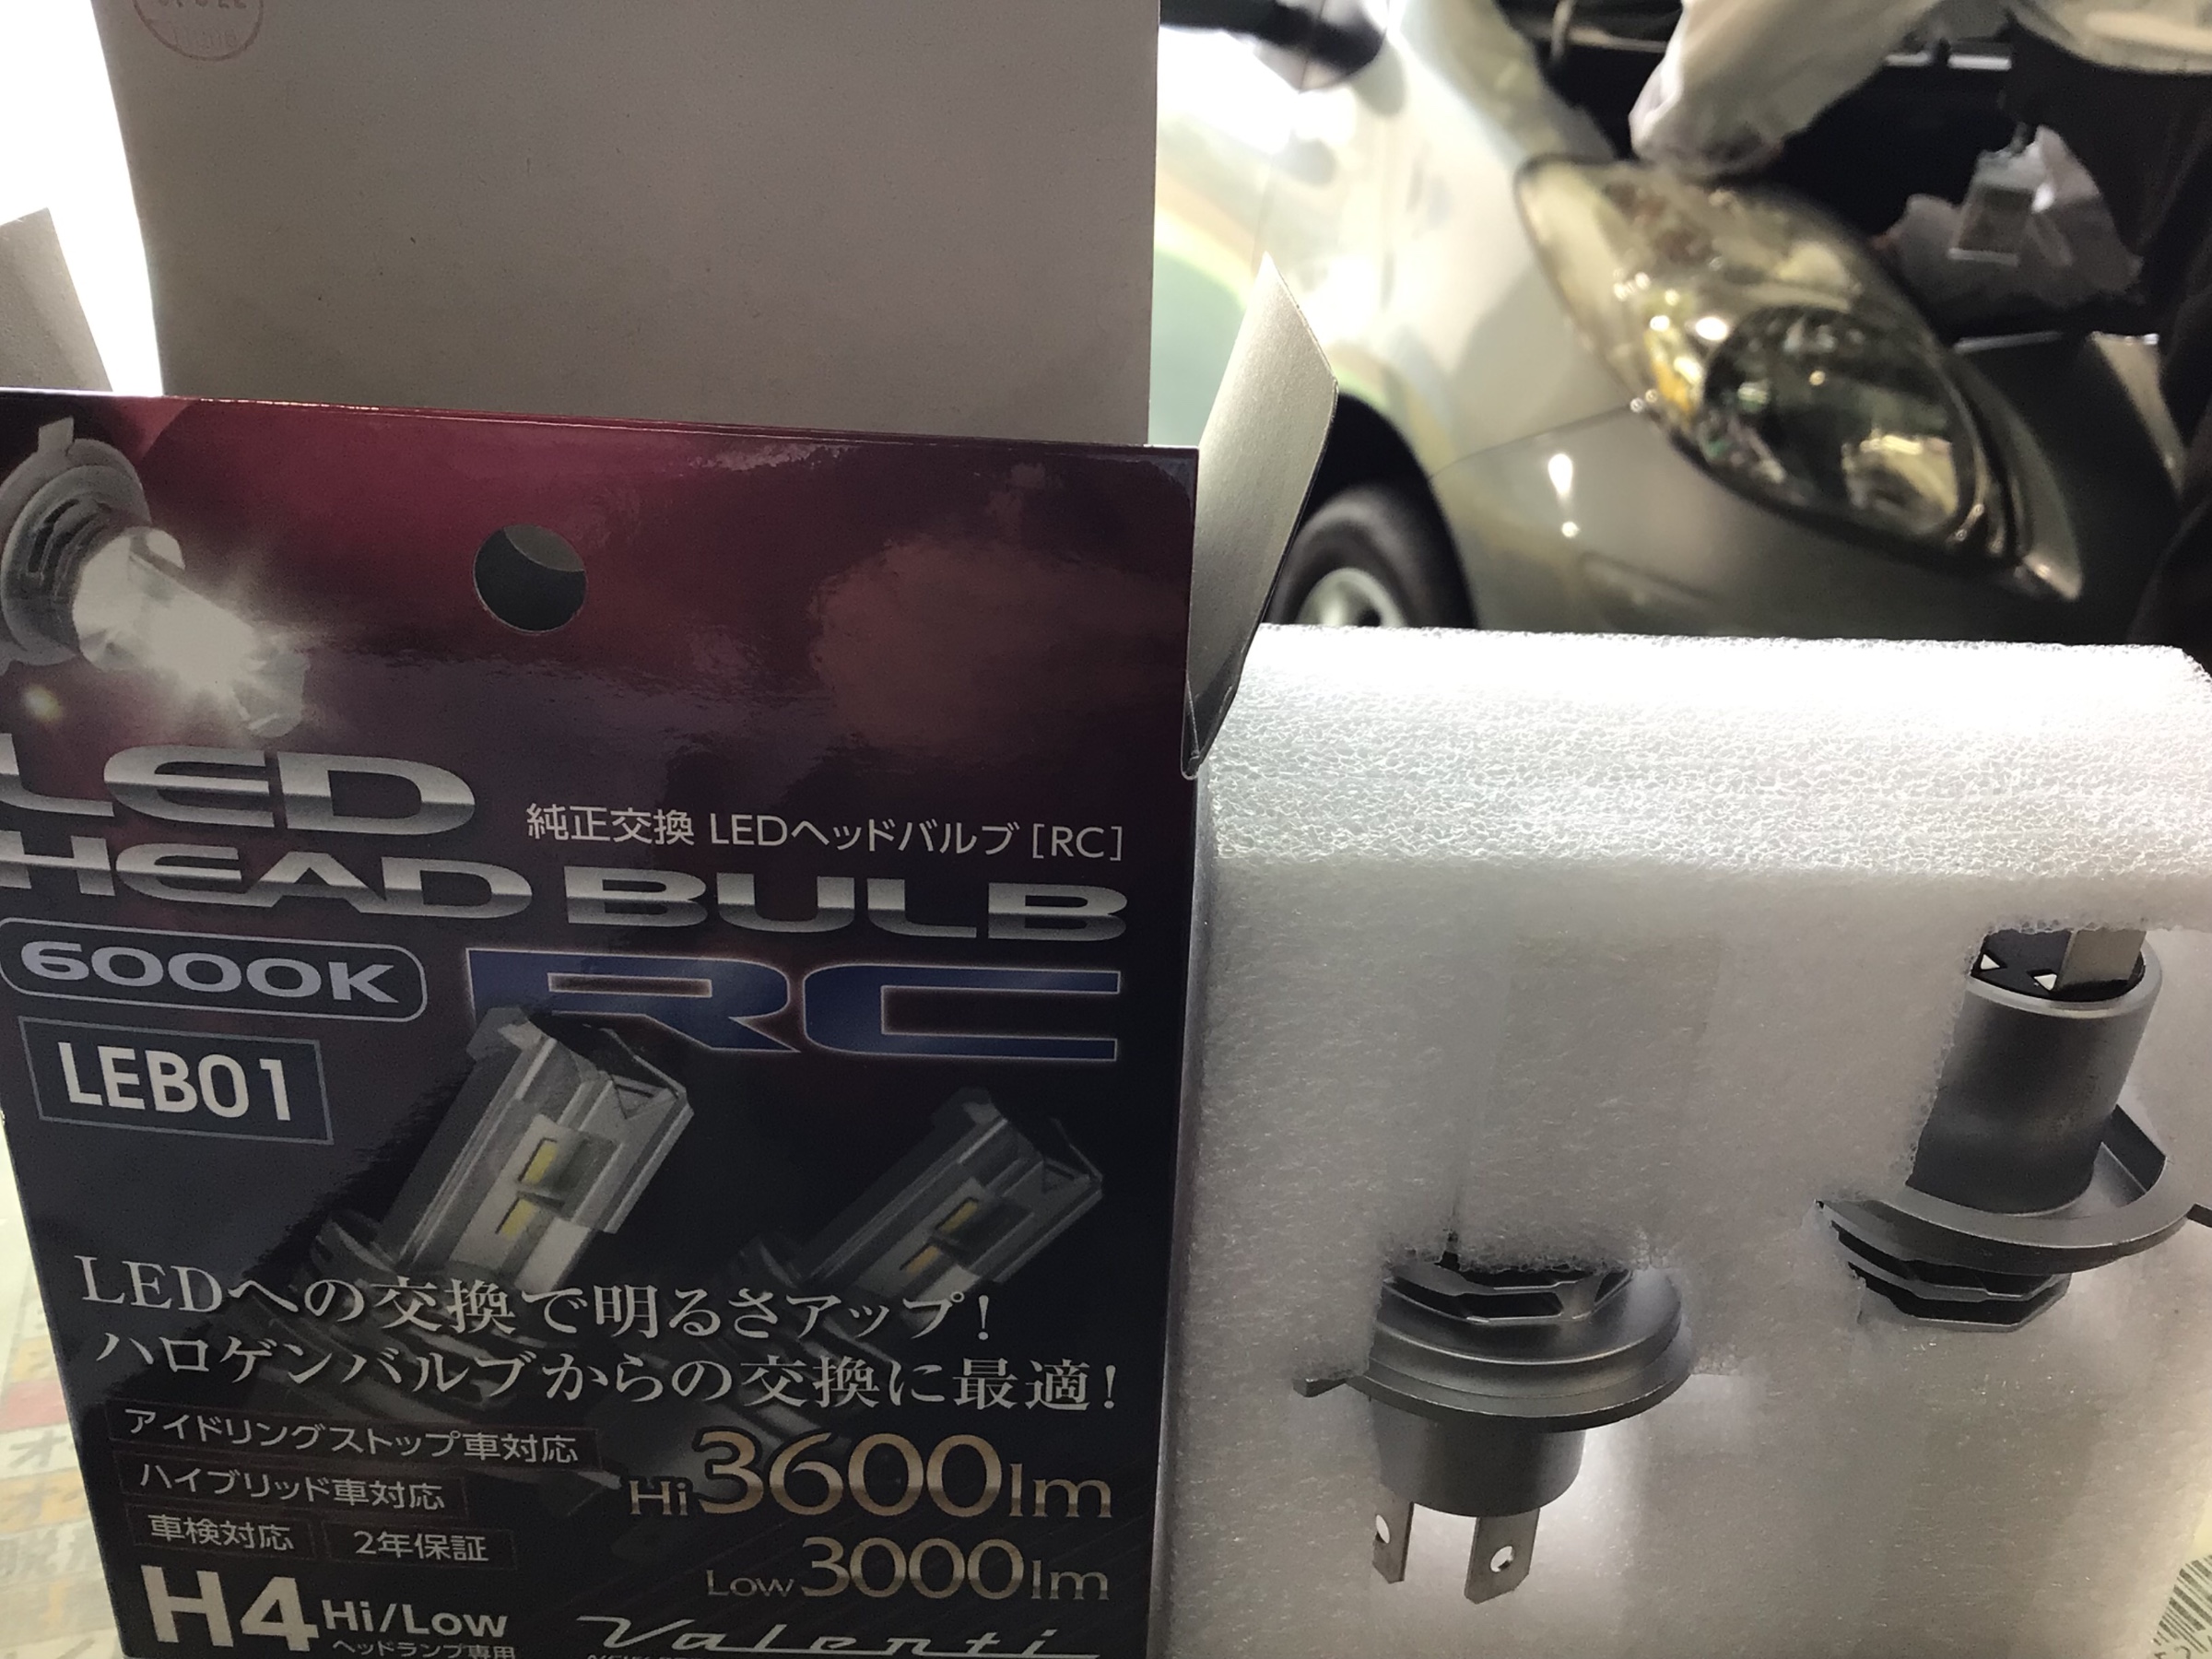 LED
純正交換 LEDヘッドバルブ [RC]
HEAD BULB
6000K
RC
LEB01
LEDへの交換で明るさアップ!
ハロゲンバルブからの交換に最適!
アイドリングストップ車対応
ハイブリッド車対応
車検対応 2年保証
Hi 3600lm
Low 3000lm
H4 Hi/Low
ヘッドランプ専用
Valenti